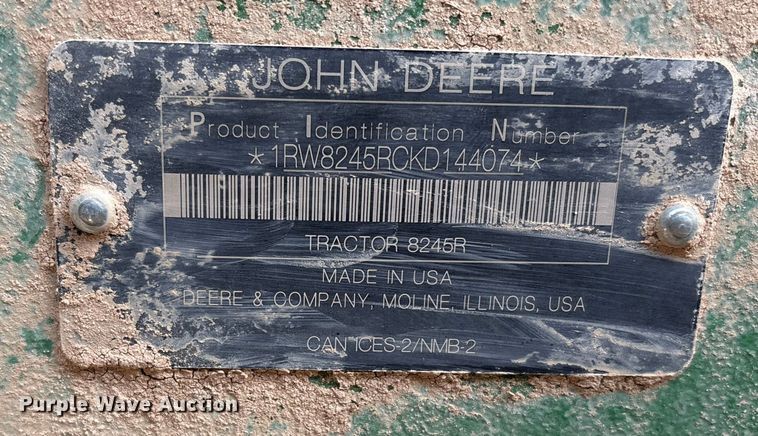 JOHN DEERE
Product Identification Number
*1RW8245RCKD144074*
TRACTOR 8245R
MADE IN USA
DEERE & COMPANY, MOLINE, ILLINOIS, USA
CAN ICES-2/NMB-2
Purple Wave Auction